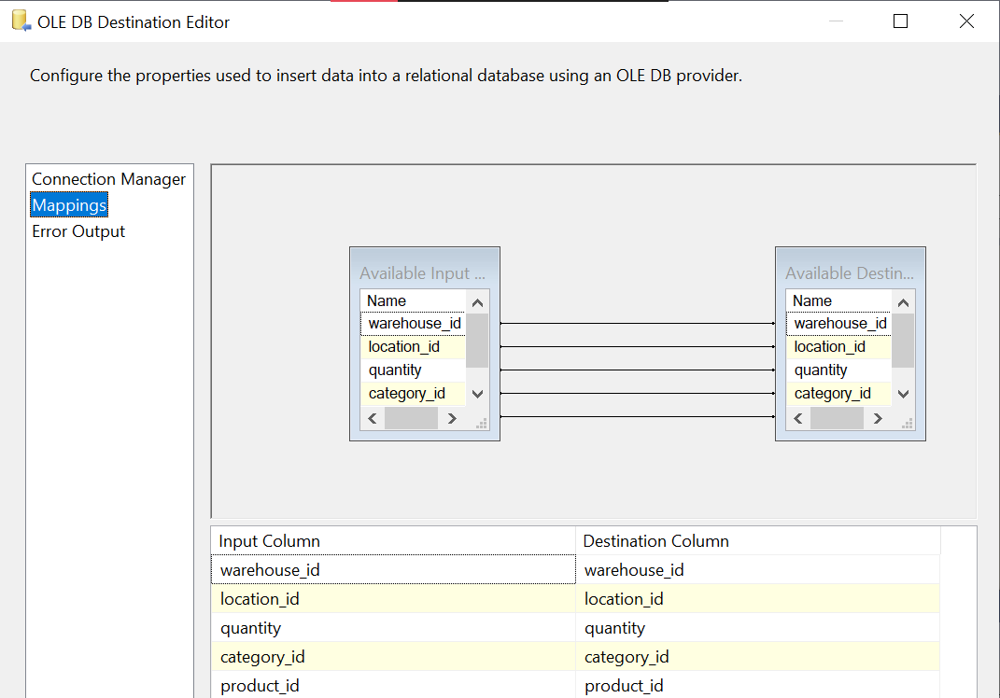 OLE DB Destination Editor
Configure the properties used to insert data into a relational database using an OLE DB provider.
Connection Manager
Mappings
Error Output
Available Input ...
Name
warehouse_id
location_id
quantity
category_id
Available Destin...
Name
warehouse_id
location_id
quantity
category_id
Input Column Destination Column
warehouse_id warehouse_id
location_id location_id
quantity quantity
category_id category_id
product_id product_id